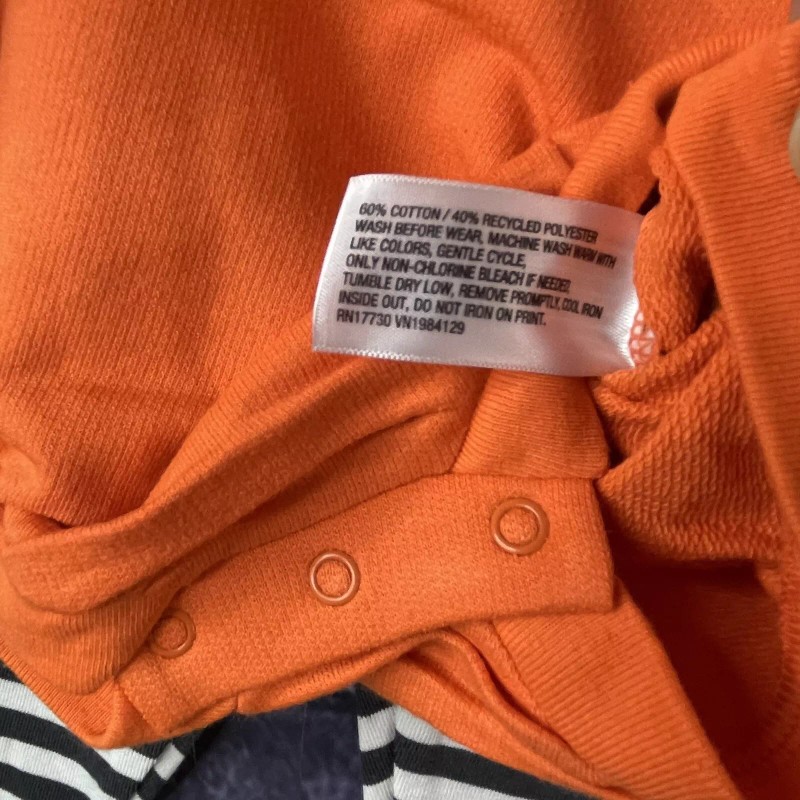 60% COTTON / 40% RECYCLED POLYESTER
WASH BEFORE WEAR, MACHINE WASH WARM WITH
LIKE COLORS, GENTLE CYCLE,
ONLY NON-CHLORINE BLEACH IF NEEDED.
TUMBLE DRY LOW, REMOVE PROMPTLY, COOL IRON
INSIDE OUT, DO NOT IRON ON PRINT.
RN17730 VN1984129